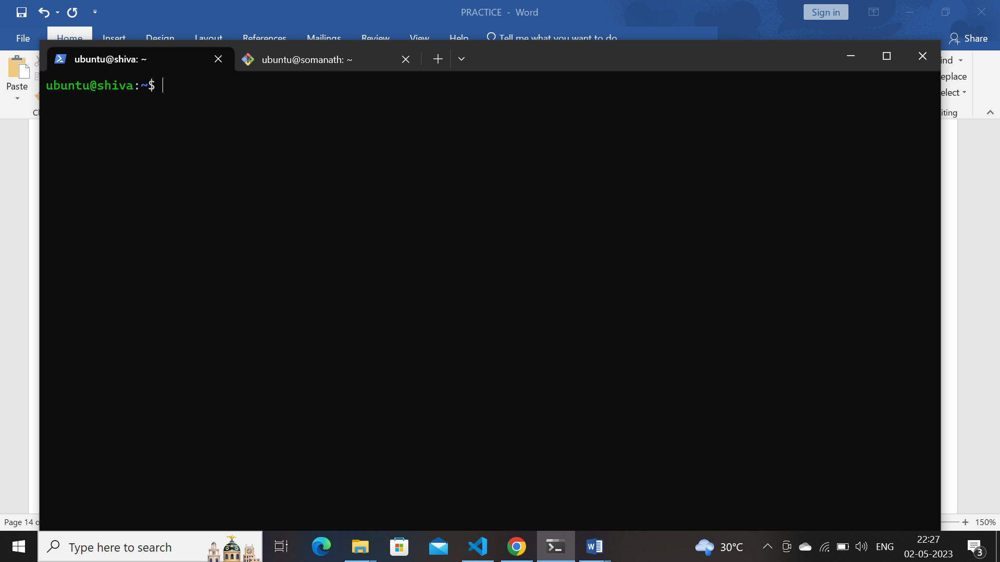 PRACTICE - Word
Sign in
File
Home
Insert
Design
Layout
References
Mailings
Review
View
Help
Tell me what you want to do
Share
ubuntu@shiva: ~
ubuntu@somanath: ~
ubuntu@shiva:~$
Paste
ind
eplace
elect
iting
Page 14
150%
Type here to search
30°C
ENG
22:27
02-05-2023
3